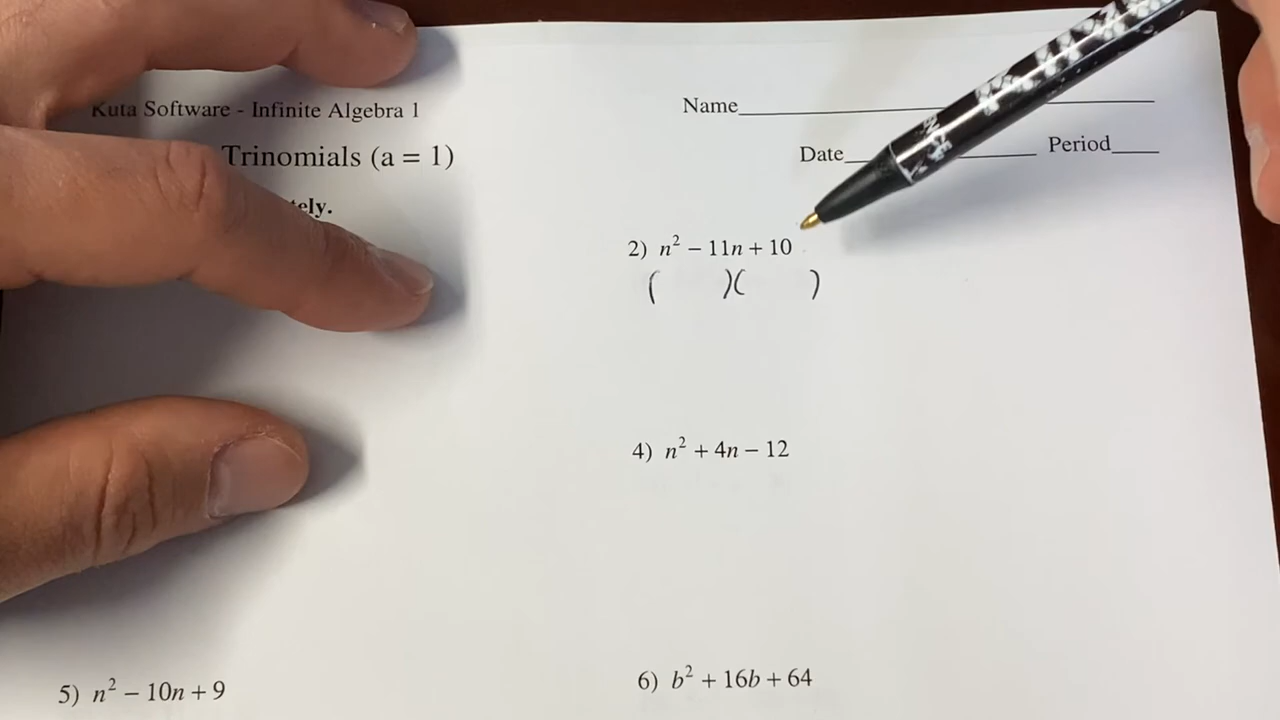 Kuta Software - Infinite Algebra 1
Name
Trinomials (a = 1)
Date
Period
2) n² − 11n + 10
( )( )
4) n² + 4n − 12
5) n² − 10n + 9
6) b² + 16b + 64